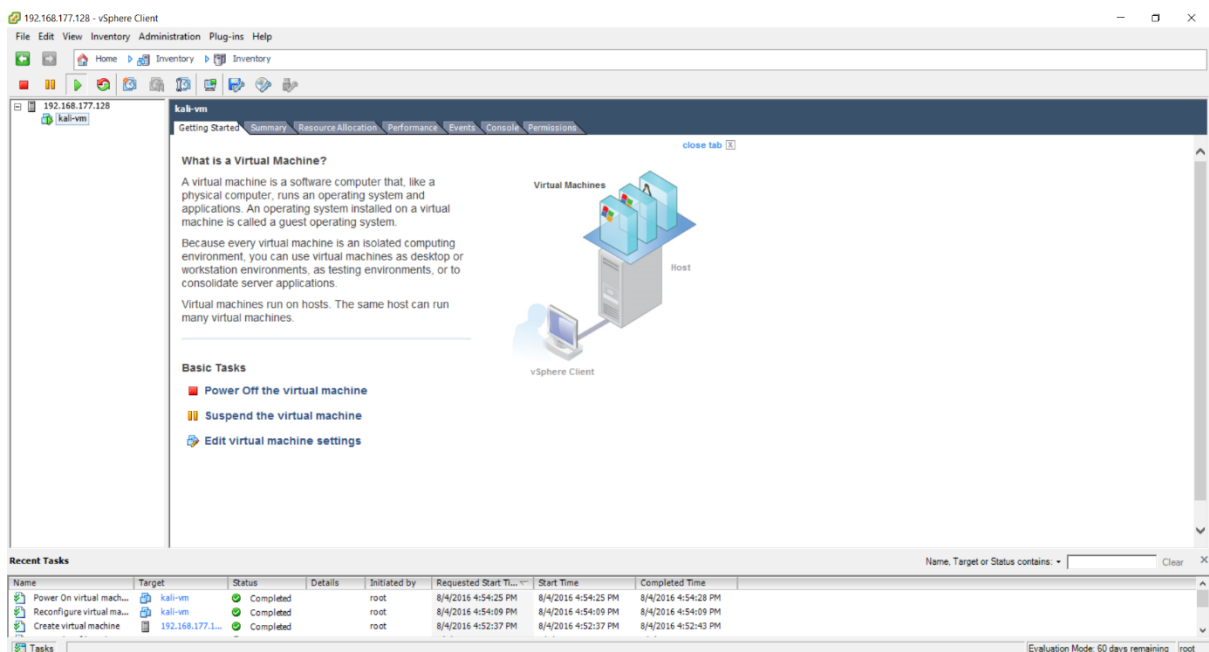 192.168.177.128 - vSphere Client
File Edit View Inventory Administration Plug-ins Help
Home Inventory Inventory
192.168.177.128
kali-vm
kali-vm
Getting Started Summary Resource Allocation Performance Events Console Permissions
close tab
What is a Virtual Machine?
A virtual machine is a software computer that, like a
physical computer, runs an operating system and
applications. An operating system installed on a virtual
machine is called a guest operating system.
Because every virtual machine is an isolated computing
environment, you can use virtual machines as desktop or
workstation environments, as testing environments, or to
consolidate server applications.
Virtual machines run on hosts. The same host can run
many virtual machines.
Virtual Machines
Host
vSphere Client
Basic Tasks
Power Off the virtual machine
Suspend the virtual machine
Edit virtual machine settings
Recent Tasks
Name, Target or Status contains: Clear
Name Target Status Details Initiated by Requested Start Ti... Start Time Completed Time
Power On virtual mach... kali-vm Completed root 8/4/2016 4:54:25 PM 8/4/2016 4:54:25 PM 8/4/2016 4:54:28 PM
Reconfigure virtual ma... kali-vm Completed root 8/4/2016 4:54:09 PM 8/4/2016 4:54:09 PM 8/4/2016 4:54:09 PM
Create virtual machine 192.168.177.1... Completed root 8/4/2016 4:52:37 PM 8/4/2016 4:52:37 PM 8/4/2016 4:52:43 PM
Tasks Evaluation Mode: 60 days remaining root